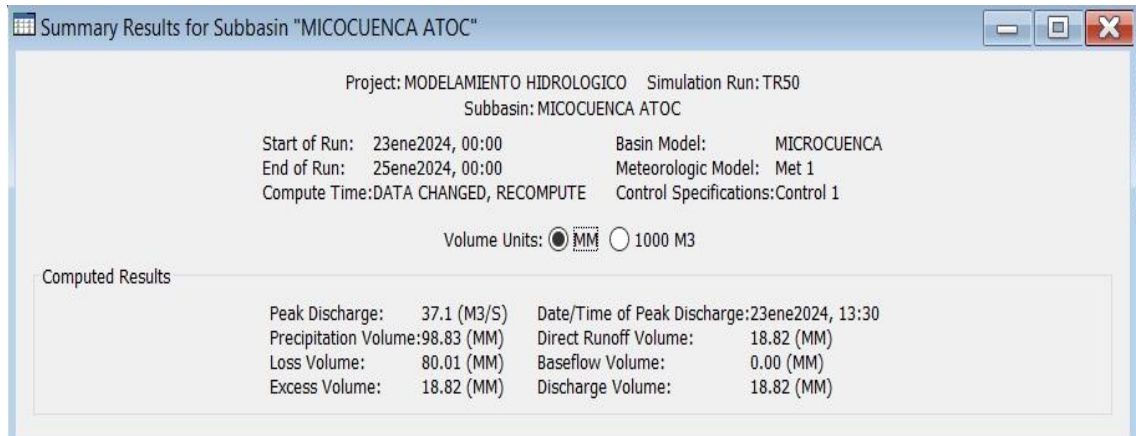 Summary Results for Subbasin "MICOCUENCA ATOC"
Project: MODELAMIENTO HIDROLOGICO Simulation Run: TR50
Subbasin: MICOCUENCA ATOC
Start of Run: 23ene2024, 00:00 Basin Model: MICROCUENCA
End of Run: 25ene2024, 00:00 Meteorologic Model: Met 1
Compute Time:DATA CHANGED, RECOMPUTE Control Specifications:Control 1
Volume Units: MM 1000 M3
Computed Results
Peak Discharge: 37.1 (M3/S) Date/Time of Peak Discharge:23ene2024, 13:30
Precipitation Volume:98.83 (MM) Direct Runoff Volume: 18.82 (MM)
Loss Volume: 80.01 (MM) Baseflow Volume: 0.00 (MM)
Excess Volume: 18.82 (MM) Discharge Volume: 18.82 (MM)